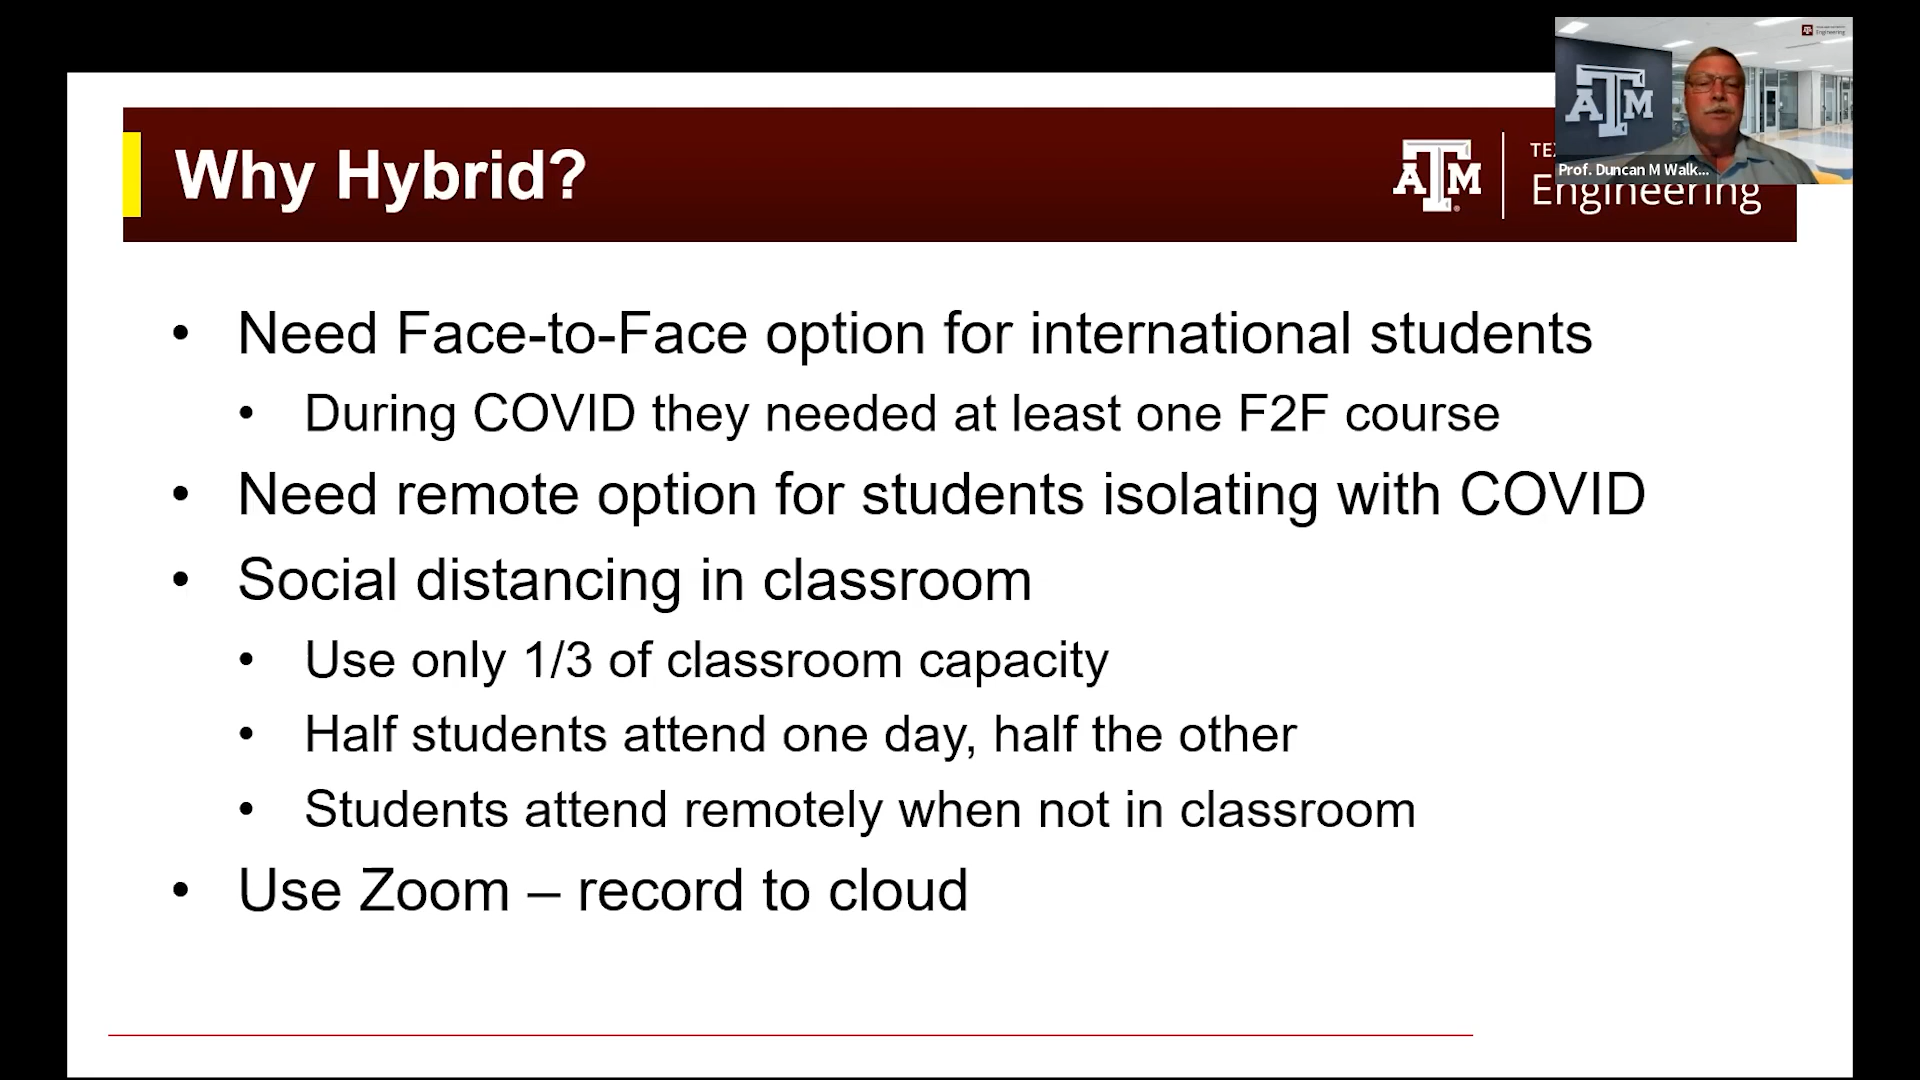 Why Hybrid?
ĀM
Engineering
ATM
Engineering
Prof. Duncan M Walk...
• Need Face-to-Face option for international students
• During COVID they needed at least one F2F course
• Need remote option for students isolating with COVID
• Social distancing in classroom
• Use only 1/3 of classroom capacity
• Half students attend one day, half the other
• Students attend remotely when not in classroom
• Use Zoom – record to cloud